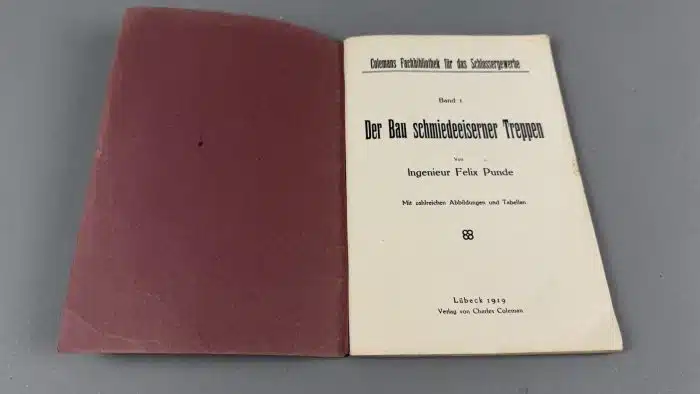 Colemans Fachbibliothek für das Schlossergewerbe
Band 1
Der Bau schmiedeeiserner Treppen
Von
Ingenieur Felix Punde
Mit zahlreichen Abbildungen und Tabellen
Lübeck 1919
Verlag von Charles Coleman